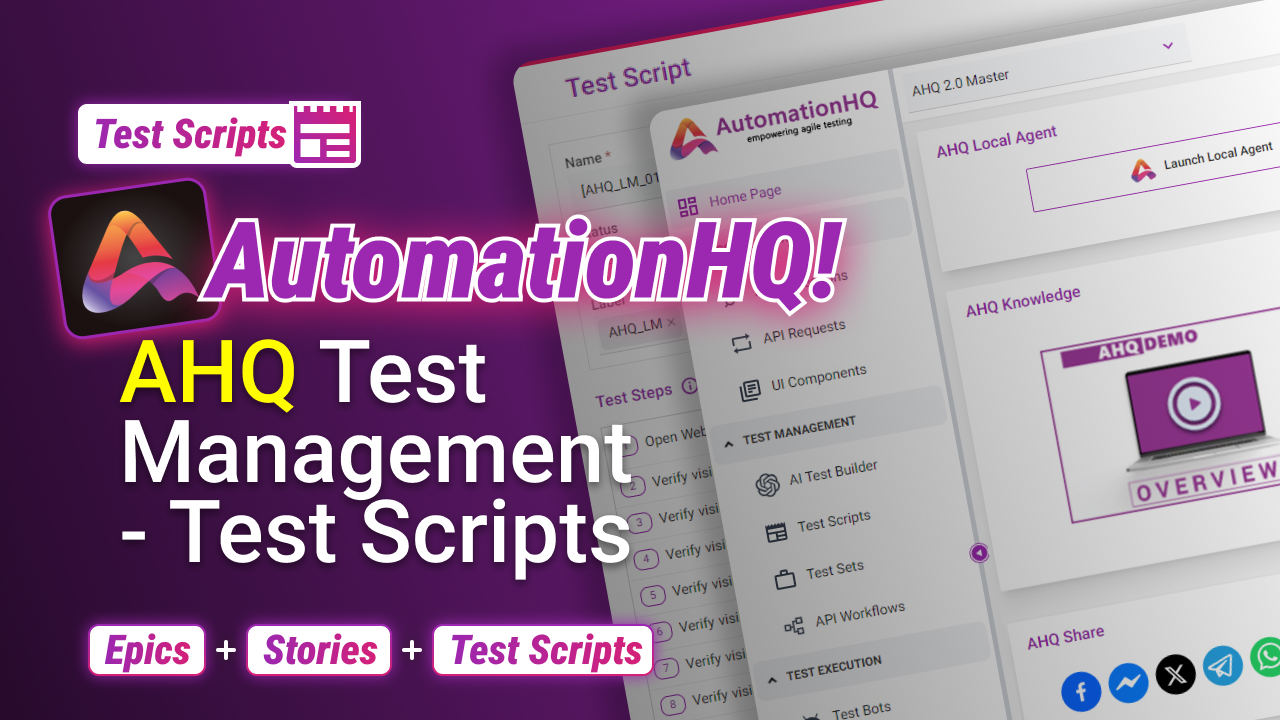 Test Scripts
AutomationHQ!
AHQ Test
Management
- Test Scripts
Epics + Stories + Test Scripts
Test Script
Name *
[AHQ_LM_01
AHQ_LM ×
Test Steps
Open Web
2 Verify visi
3 Verify visi
4 Verify visi
5 Verify visi
6 Verify visi
7 Verify visi
8 Verify visi
AutomationHQ
empowering agile testing
Home Page
API Requests
UI Components
TEST MANAGEMENT
AI Test Builder
Test Scripts
Test Sets
API Workflows
TEST EXECUTION
Test Bots
AHQ 2.0 Master
AHQ Local Agent
Launch Local Agent
AHQ Knowledge
AHQ DEMO
OVERVIEW
AHQ Share